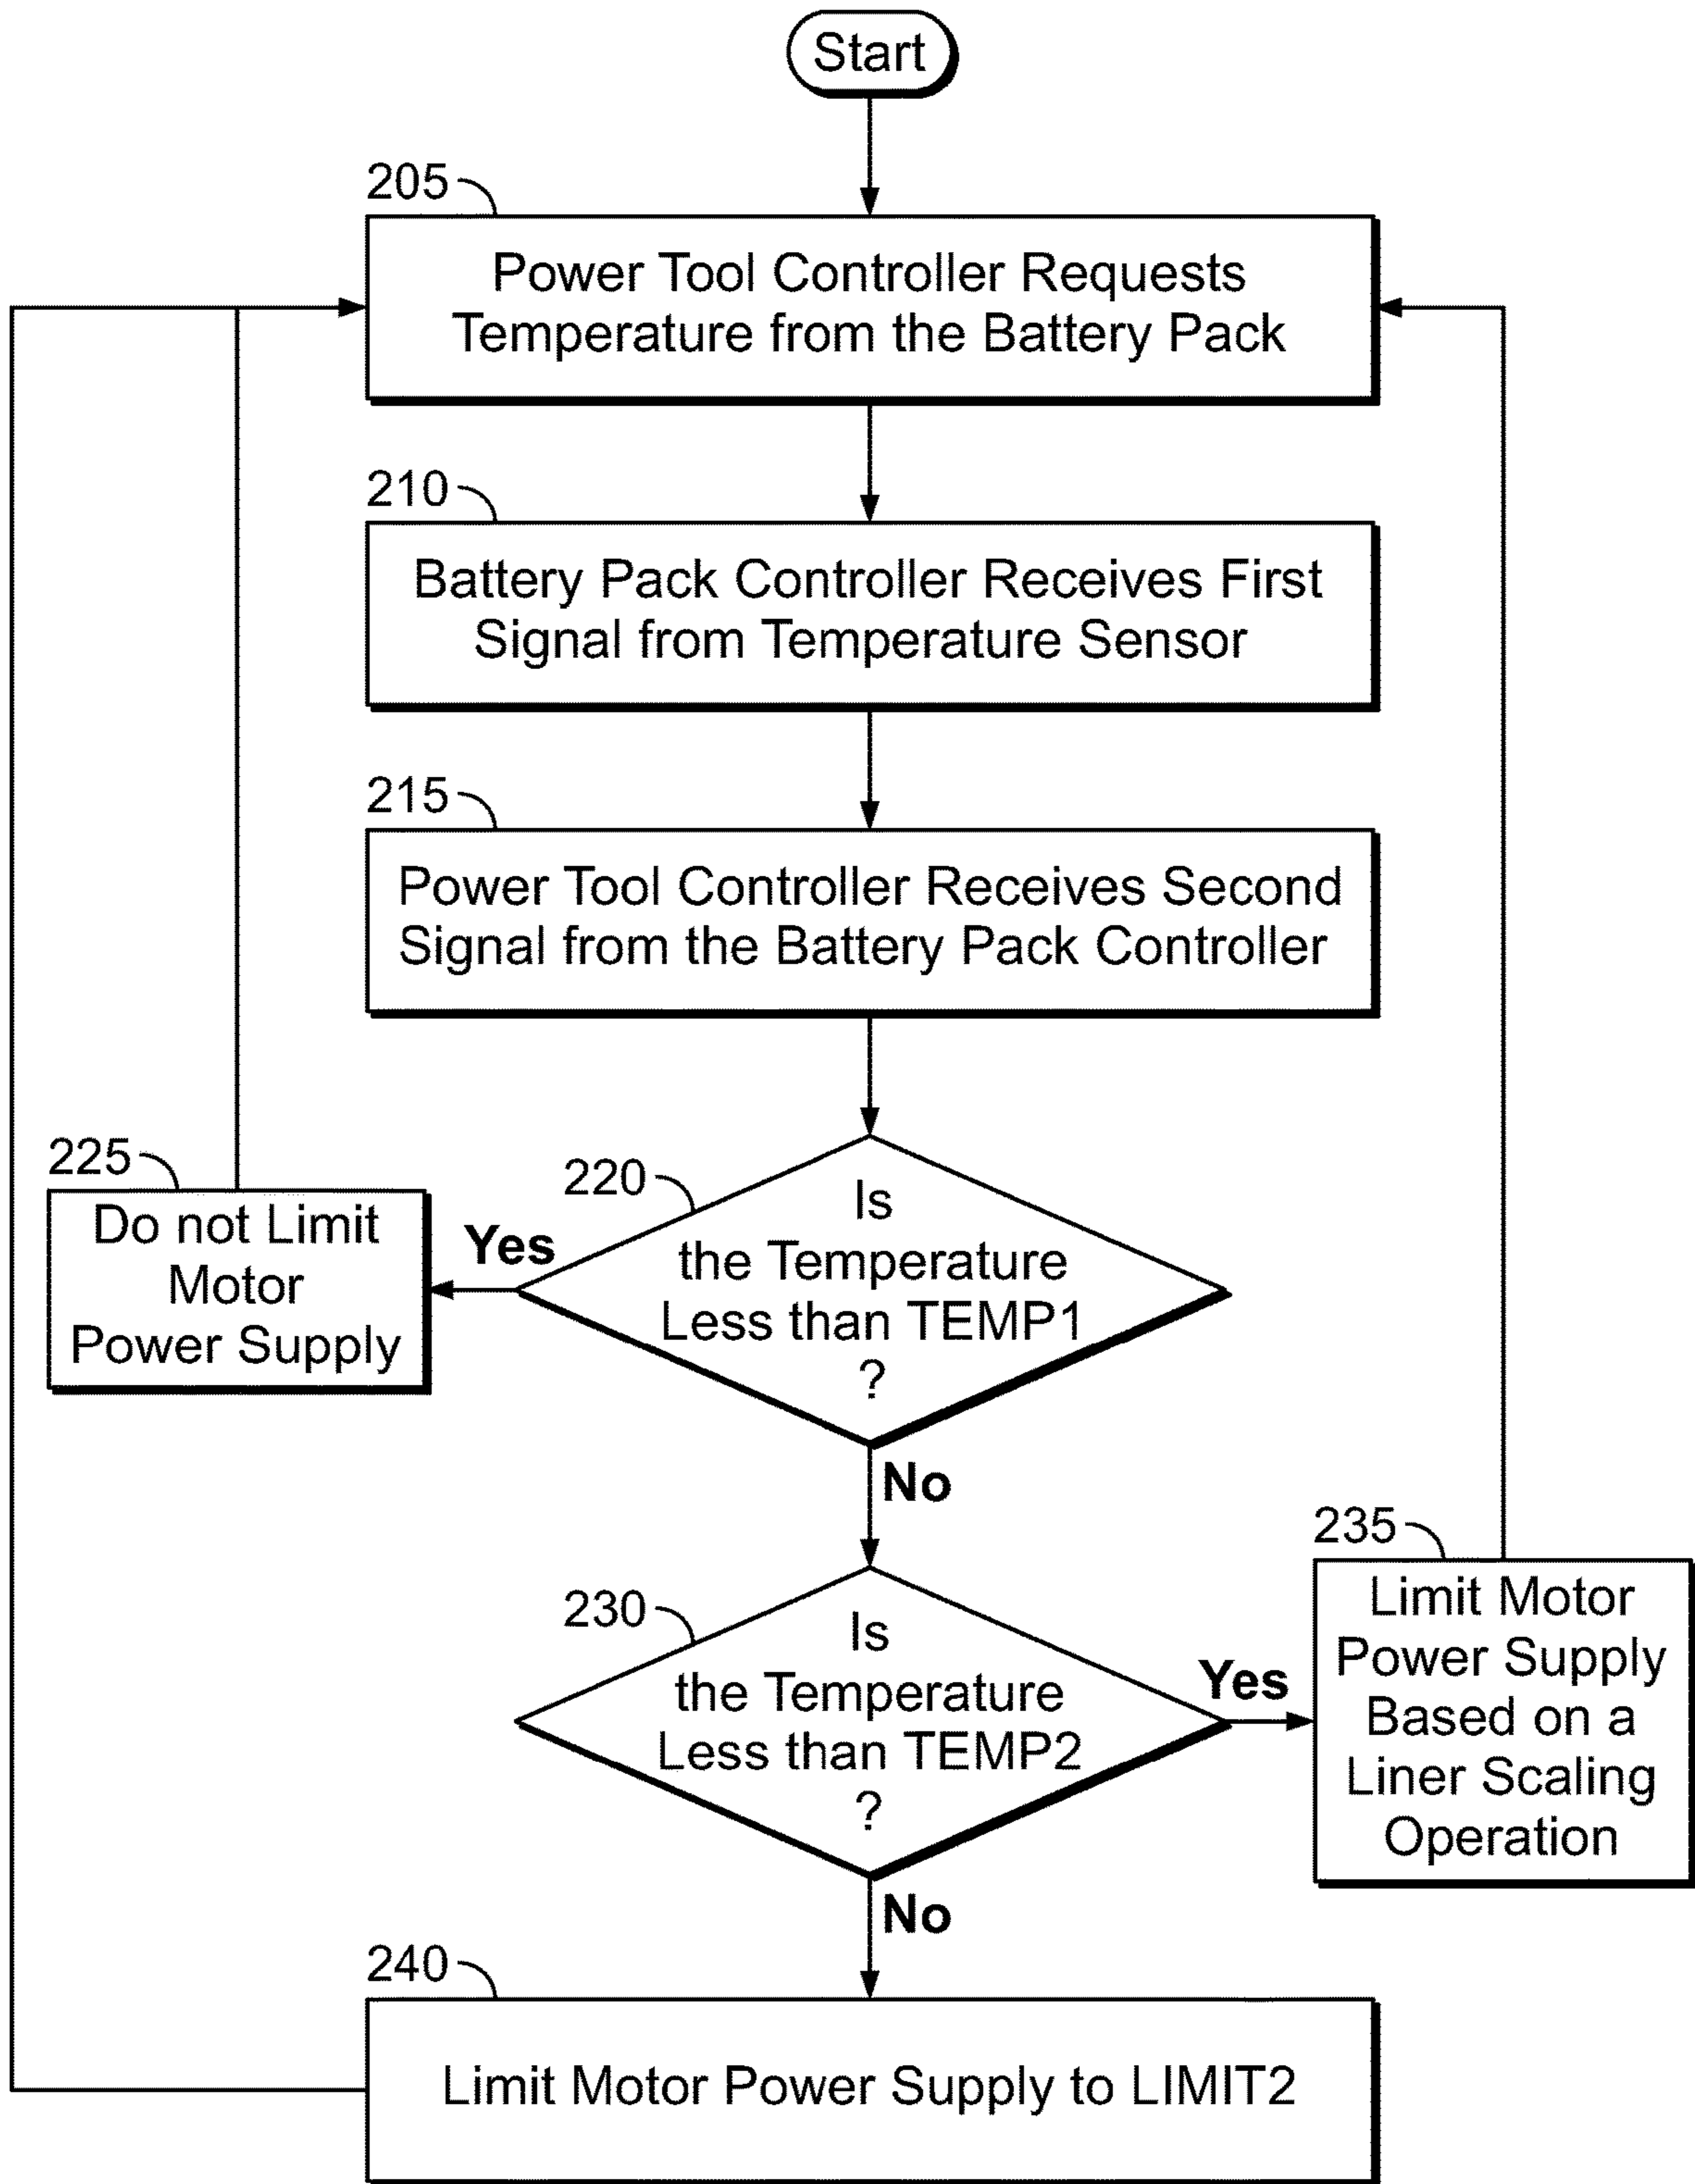 Start
205
Power Tool Controller Requests
Temperature from the Battery Pack
210
Battery Pack Controller Receives First
Signal from Temperature Sensor
215
Power Tool Controller Receives Second
Signal from the Battery Pack Controller
225
Do not Limit
Motor
Power Supply
Yes
220
Is
the Temperature
Less than TEMP1
?
No
230
Is
the Temperature
Less than TEMP2
?
Yes
235
Limit Motor
Power Supply
Based on a
Liner Scaling
Operation
No
240
Limit Motor Power Supply to LIMIT2